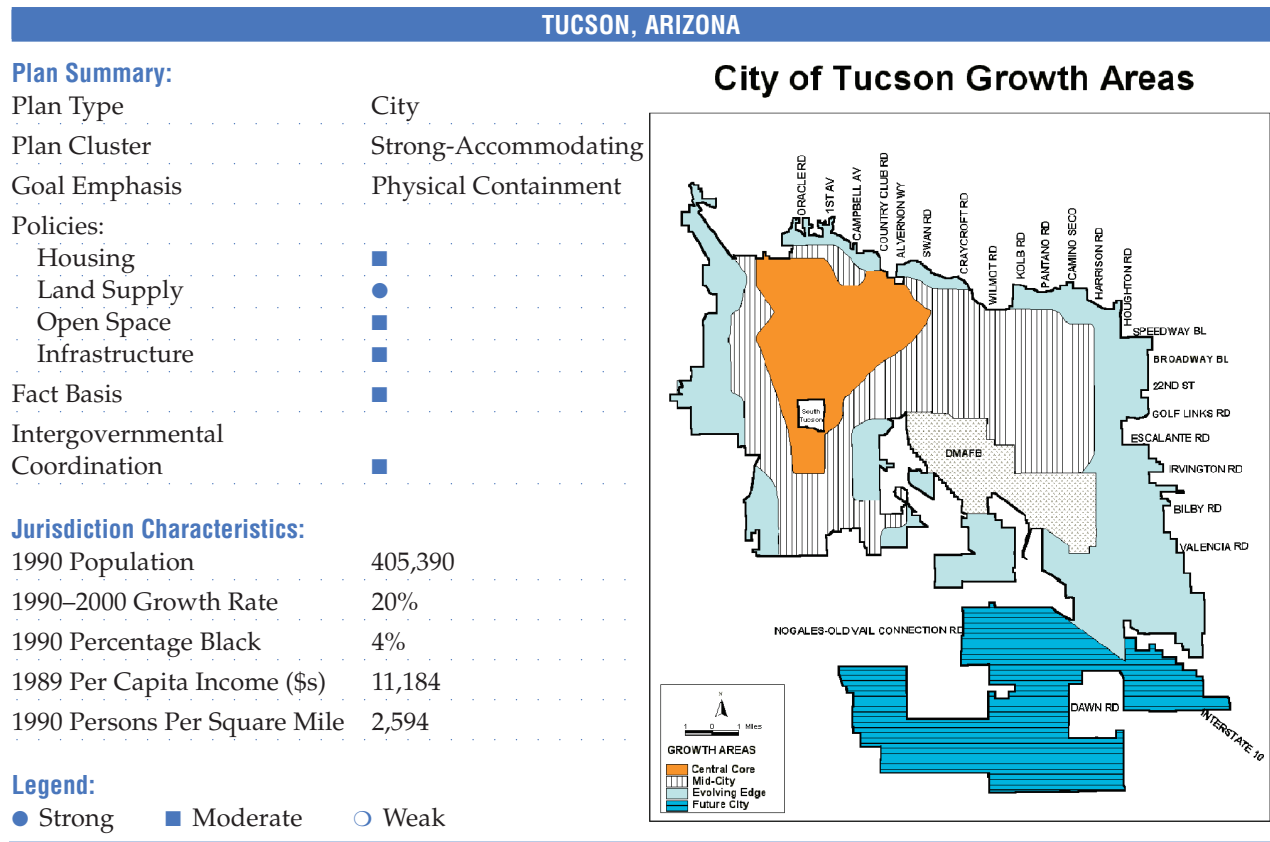 TUCSON, ARIZONA
Plan Summary:
Plan Type City
Plan Cluster Strong-Accommodating
Goal Emphasis Physical Containment
Policies:
Housing ■
Land Supply ●
Open Space ■
Infrastructure ■
Fact Basis ■
Intergovernmental
Coordination ■
Jurisdiction Characteristics:
1990 Population 405,390
1990–2000 Growth Rate 20%
1990 Percentage Black 4%
1989 Per Capita Income ($s) 11,184
1990 Persons Per Square Mile 2,594
Legend:
● Strong ■ Moderate ❍ Weak
City of Tucson Growth Areas
ORACLE RD
1ST AV
CAMPBELL AV
COUNTRY CLUB RD
ALVERNON WY
SWAN RD
CRAYCROFT RD
WILMOT RD
KOLB RD
PANTANO RD
CAMINO SECO
HARRISON RD
HOUGHTON RD
SPEEDWAY BL
BROADWAY BL
22ND ST
GOLF LINKS RD
ESCALANTE RD
IRVINGTON RD
BILBY RD
VALENCIA RD
South
Tucson
DMAFB
NOGALES-OLD VAIL CONNECTION RD
DAWN RD
INTERSTATE 10
N
1 0 1 Miles
GROWTH AREAS
Central Core
Mid-City
Evolving Edge
Future City